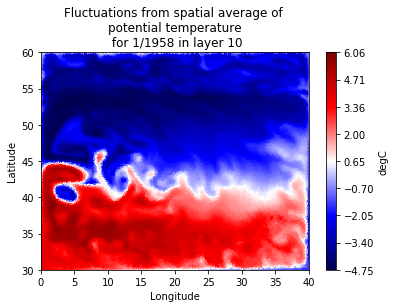 Fluctuations from spatial average of
potential temperature
for 1/1958 in layer 10
60
55
50
45
40
35
30
Latitude
0 5 10 15 20 25 30 35 40
Longitude
6.06
4.71
3.36
2.00
0.65
−0.70
−2.05
−3.40
−4.75
degC